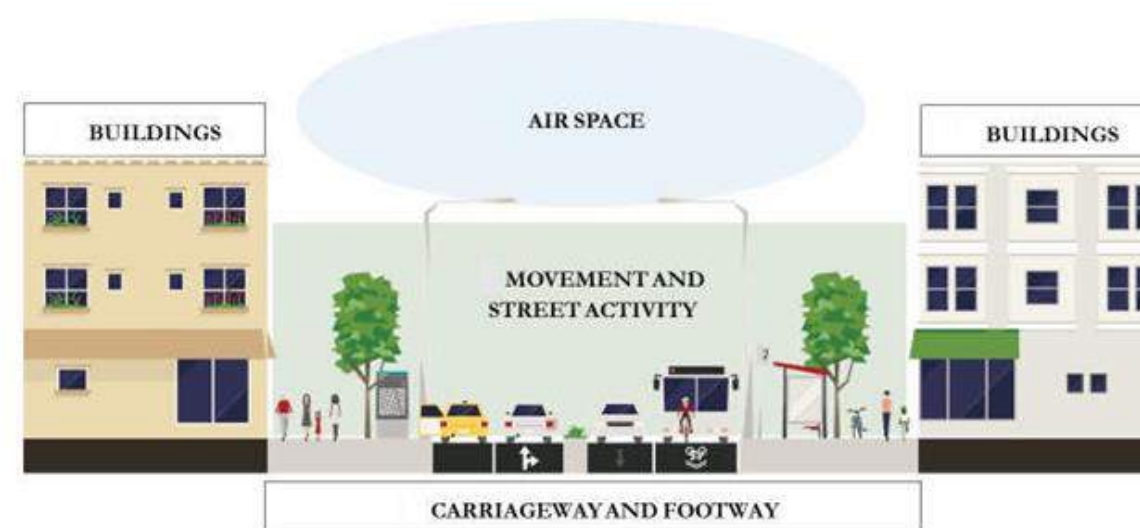 AIR SPACE
BUILDINGS
BUILDINGS
MOVEMENT AND
STREET ACTIVITY
CARRIAGEWAY AND FOOTWAY